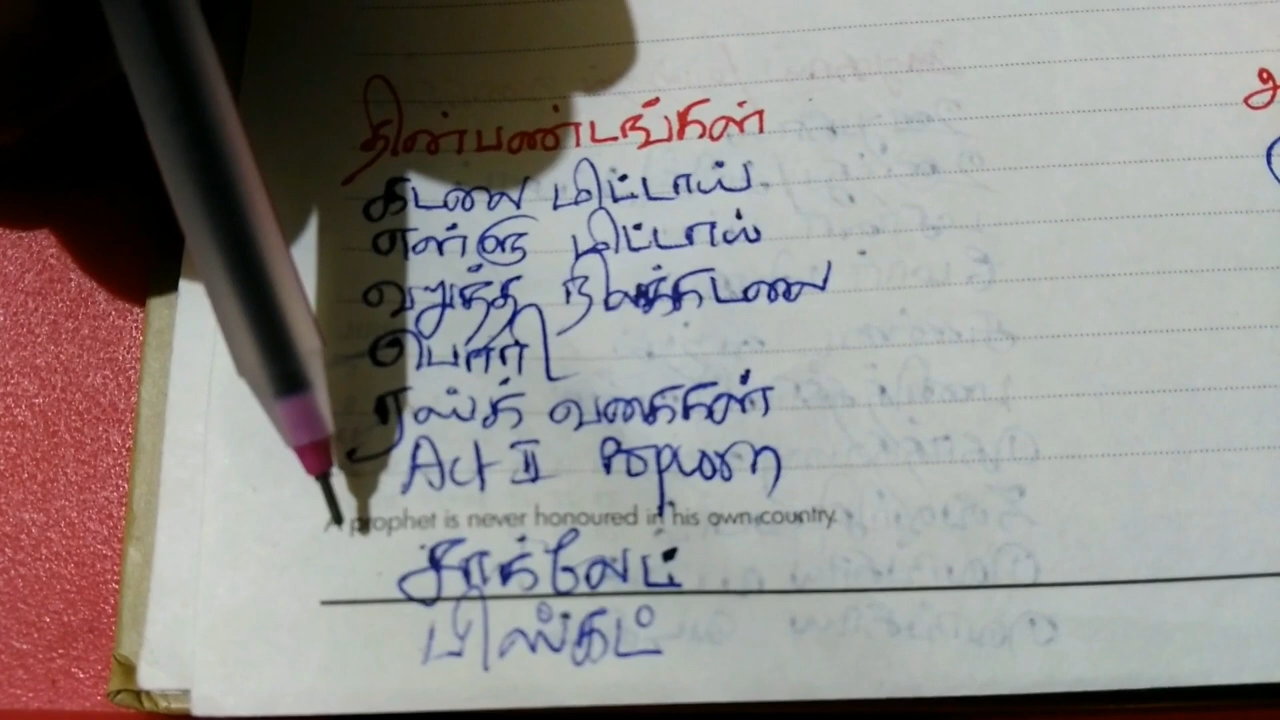 தின்பண்டங்கள்
கடலை மிட்டாய்
எள்ளு மிட்டாய்
வறுத்த நிலக்கடலை
பொரி
ரஸ்க் வகைகள்
Act II Popcorn
A prophet is never honoured in his own country.
சாக்லேட்
பிஸ்கட்